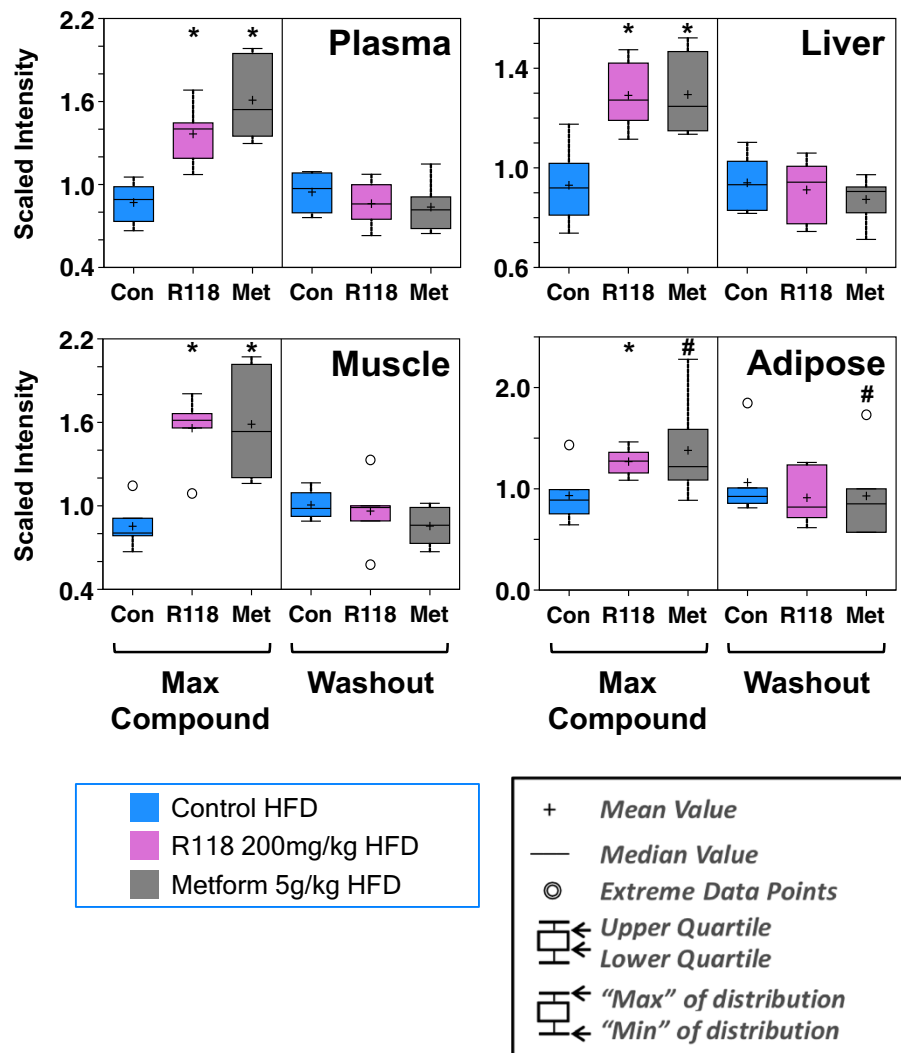 Plasma
Scaled Intensity
2.2
1.6
1.0
0.4
* *
Con R118 Met Con R118 Met
Liver
1.4
1.0
0.6
* *
Con R118 Met Con R118 Met
Muscle
Scaled Intensity
2.2
1.6
1.0
0.4
* *
Con R118 Met Con R118 Met
Adipose
2.0
1.0
0.0
* # #
Con R118 Met Con R118 Met
Max
Compound
Washout
Max
Compound
Washout
Control HFD
R118 200mg/kg HFD
Metform 5g/kg HFD
+ Mean Value
Median Value
Extreme Data Points
Upper Quartile
Lower Quartile
“Max” of distribution
“Min” of distribution